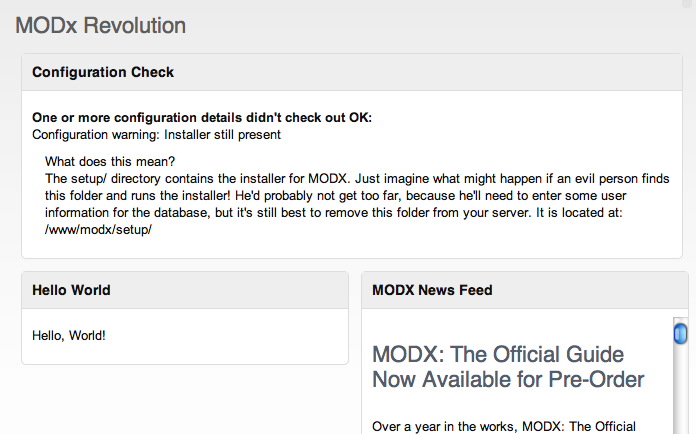 MODx Revolution
Configuration Check
One or more configuration details didn't check out OK:
Configuration warning: Installer still present
What does this mean?
The setup/ directory contains the installer for MODX. Just imagine what might happen if an evil person finds
this folder and runs the installer! He'd probably not get too far, because he'll need to enter some user
information for the database, but it's still best to remove this folder from your server. It is located at:
/www/modx/setup/
Hello World
Hello, World!
MODX News Feed
MODX: The Official Guide
Now Available for Pre-Order
Over a year in the works, MODX: The Official